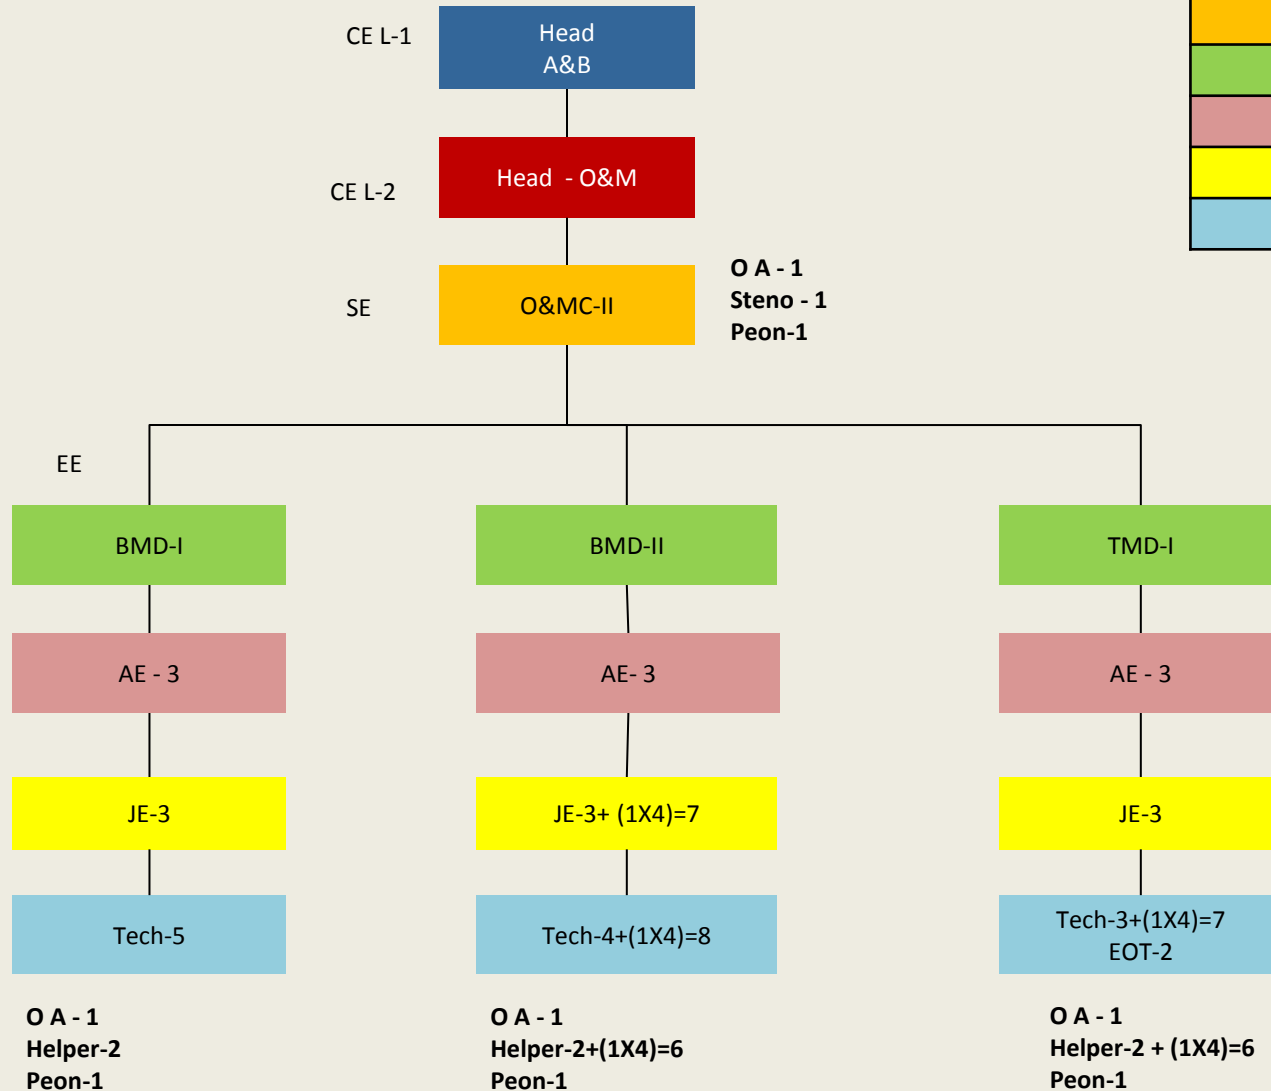 CE L-1
Head
A&B
CE L-2
Head - O&M
SE
O&MC-II
O A - 1
Steno - 1
Peon-1
EE
BMD-I
BMD-II
TMD-I
AE - 3
AE- 3
AE - 3
JE-3
JE-3+ (1X4)=7
JE-3
Tech-5
Tech-4+(1X4)=8
Tech-3+(1X4)=7
EOT-2
O A - 1
Helper-2
Peon-1
O A - 1
Helper-2+(1X4)=6
Peon-1
O A - 1
Helper-2 + (1X4)=6
Peon-1